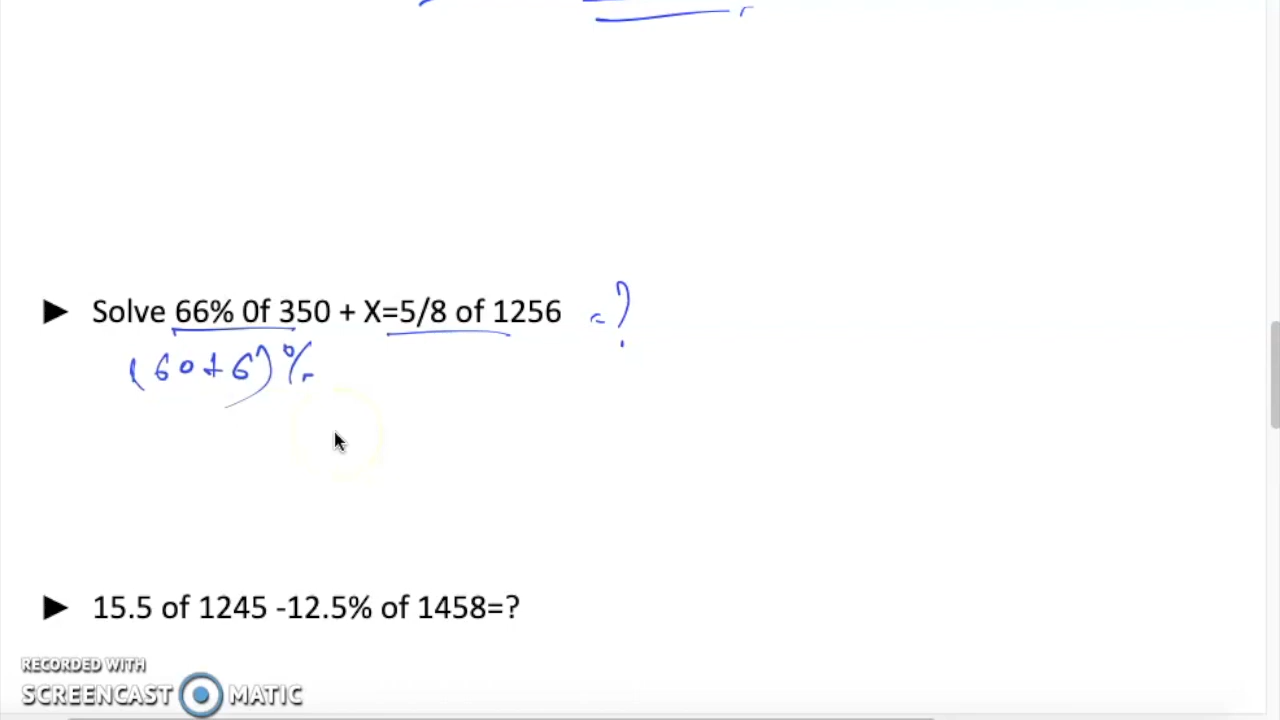 ► Solve 66% 0f 350 + X=5/8 of 1256 = ?
(60+6)%
► 15.5 of 1245 -12.5% of 1458=?
RECORDED WITH
SCREENCAST MATIC